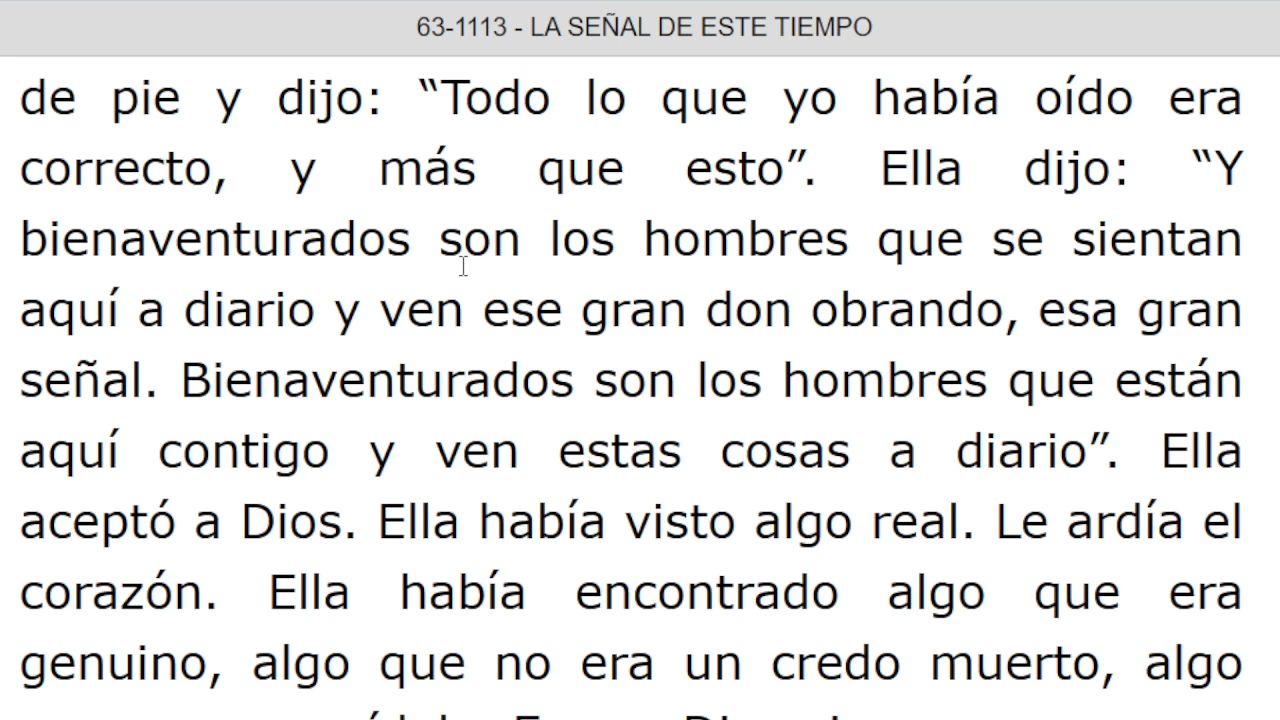 63-1113 - LA SEÑAL DE ESTE TIEMPO
de pie y dijo: “Todo lo que yo había oído era
correcto, y más que esto”. Ella dijo: “Y
bienaventurados son los hombres que se sientan
aquí a diario y ven ese gran don obrando, esa gran
señal. Bienaventurados son los hombres que están
aquí contigo y ven estas cosas a diario”. Ella
aceptó a Dios. Ella había visto algo real. Le ardía el
corazón. Ella había encontrado algo que era
genuino, algo que no era un credo muerto, algo